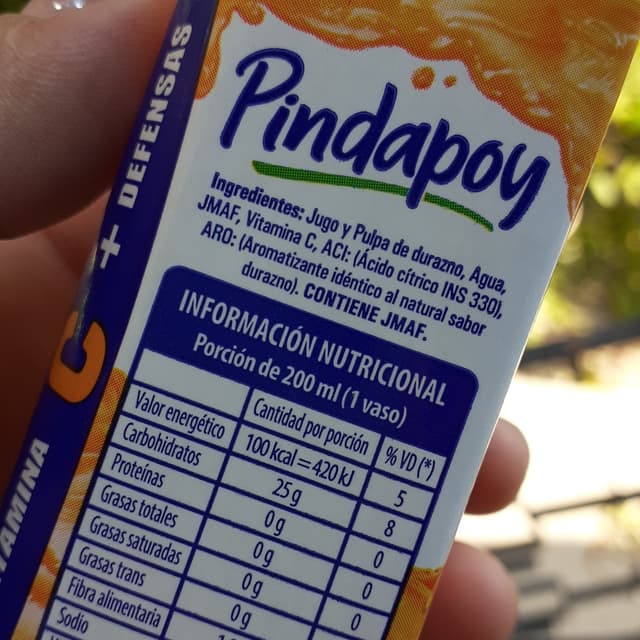 Pindapoy
Ingredientes: Jugo y Pulpa de durazno, Agua,
JMAF, Vitamina C, ACI: (Ácido cítrico INS 330),
ARO: (Aromatizante idéntico al natural sabor
durazno). CONTIENE JMAF.
INFORMACIÓN NUTRICIONAL
Porción de 200 ml (1 vaso)
Cantidad por porción % VD (*)
Valor energético 100 kcal = 420 kJ 5
Carbohidratos 25 g 8
Proteínas 0 g 0
Grasas totales 0 g 0
Grasas saturadas 0 g 0
Grasas trans 0 g
Fibra alimentaria
Sodio
C + DEFENSAS